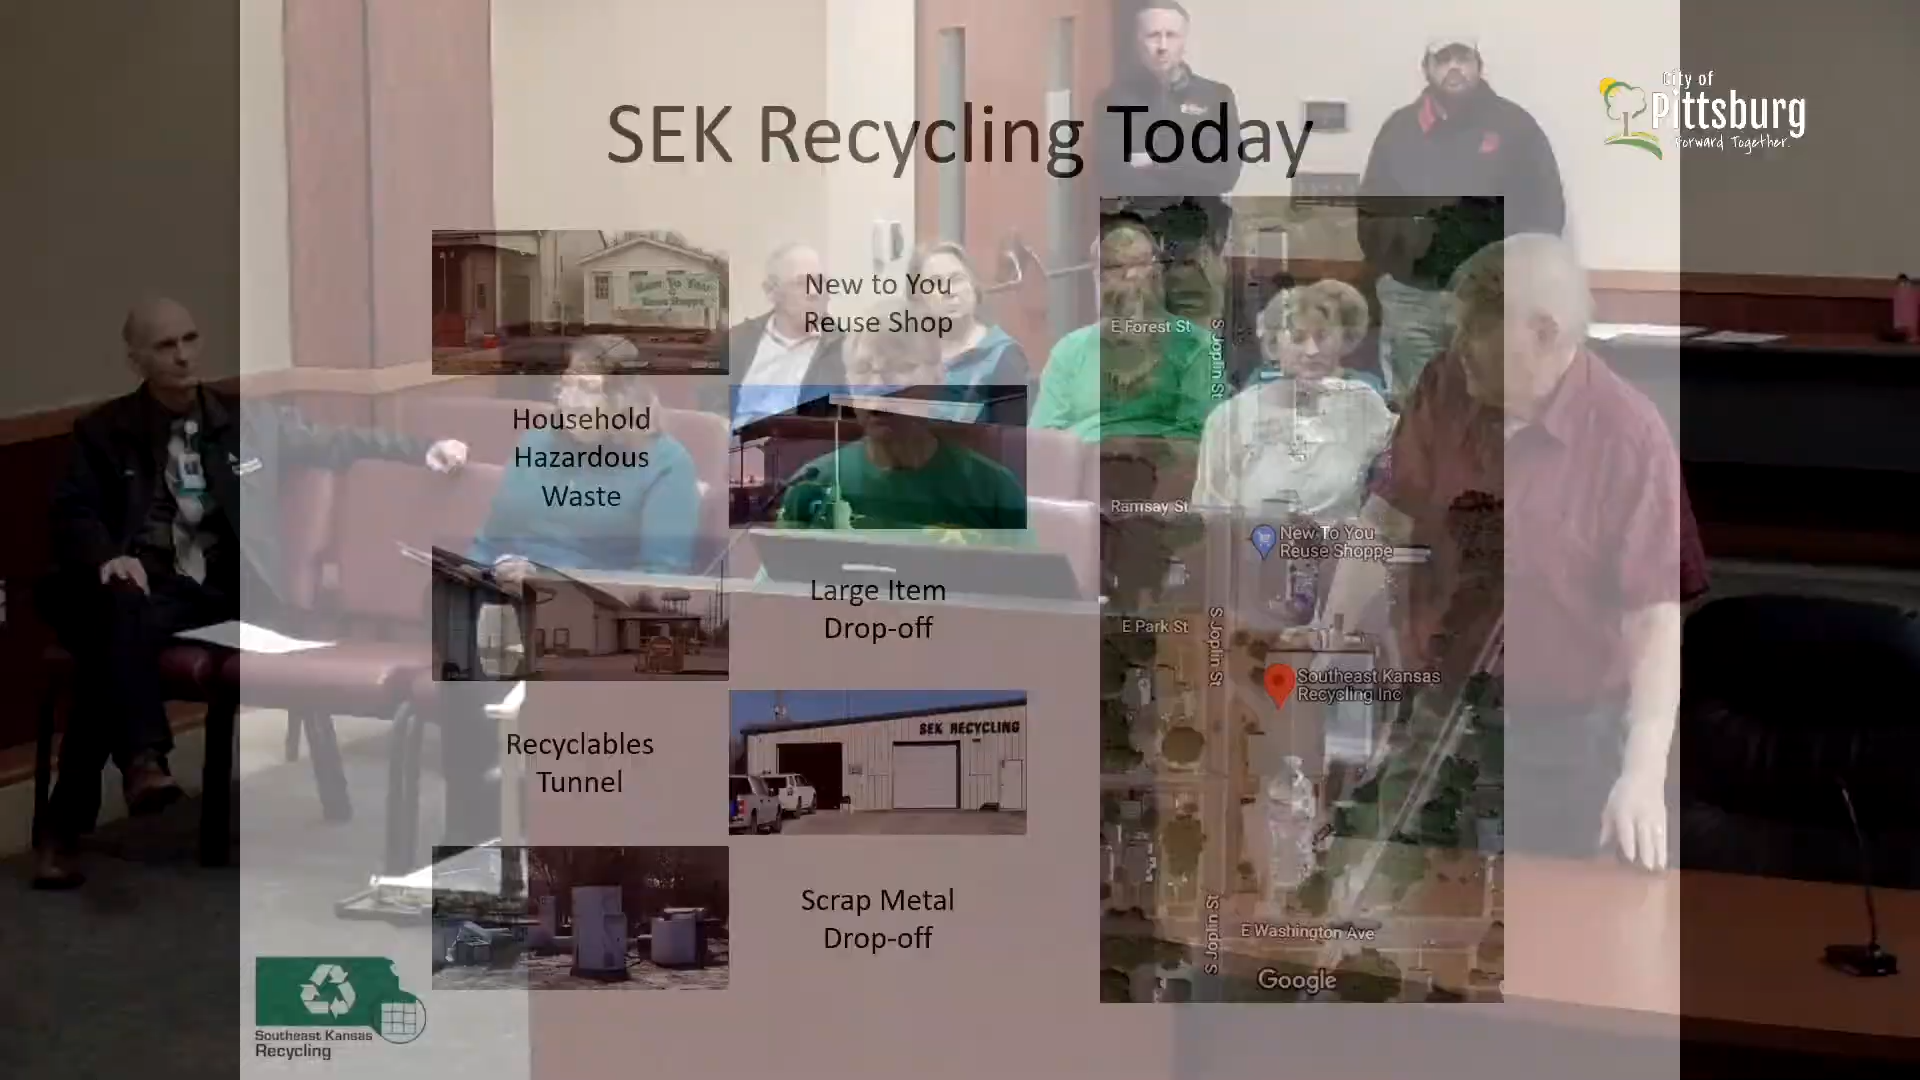 SEK Recycling Today
City of
Pittsburg
Forward Together.
New to You
Reuse Shop
Household
Hazardous
Waste
Large Item
Drop-off
Recyclables
Tunnel
SEK RECYCLING
Scrap Metal
Drop-off
E Forest St
S Joplin St
Ramsay St
New To You
Reuse Shoppe
E Park St
S Joplin St
Southeast Kansas
Recycling Inc
S Joplin St
E Washington Ave
Google
Southeast Kansas
Recycling